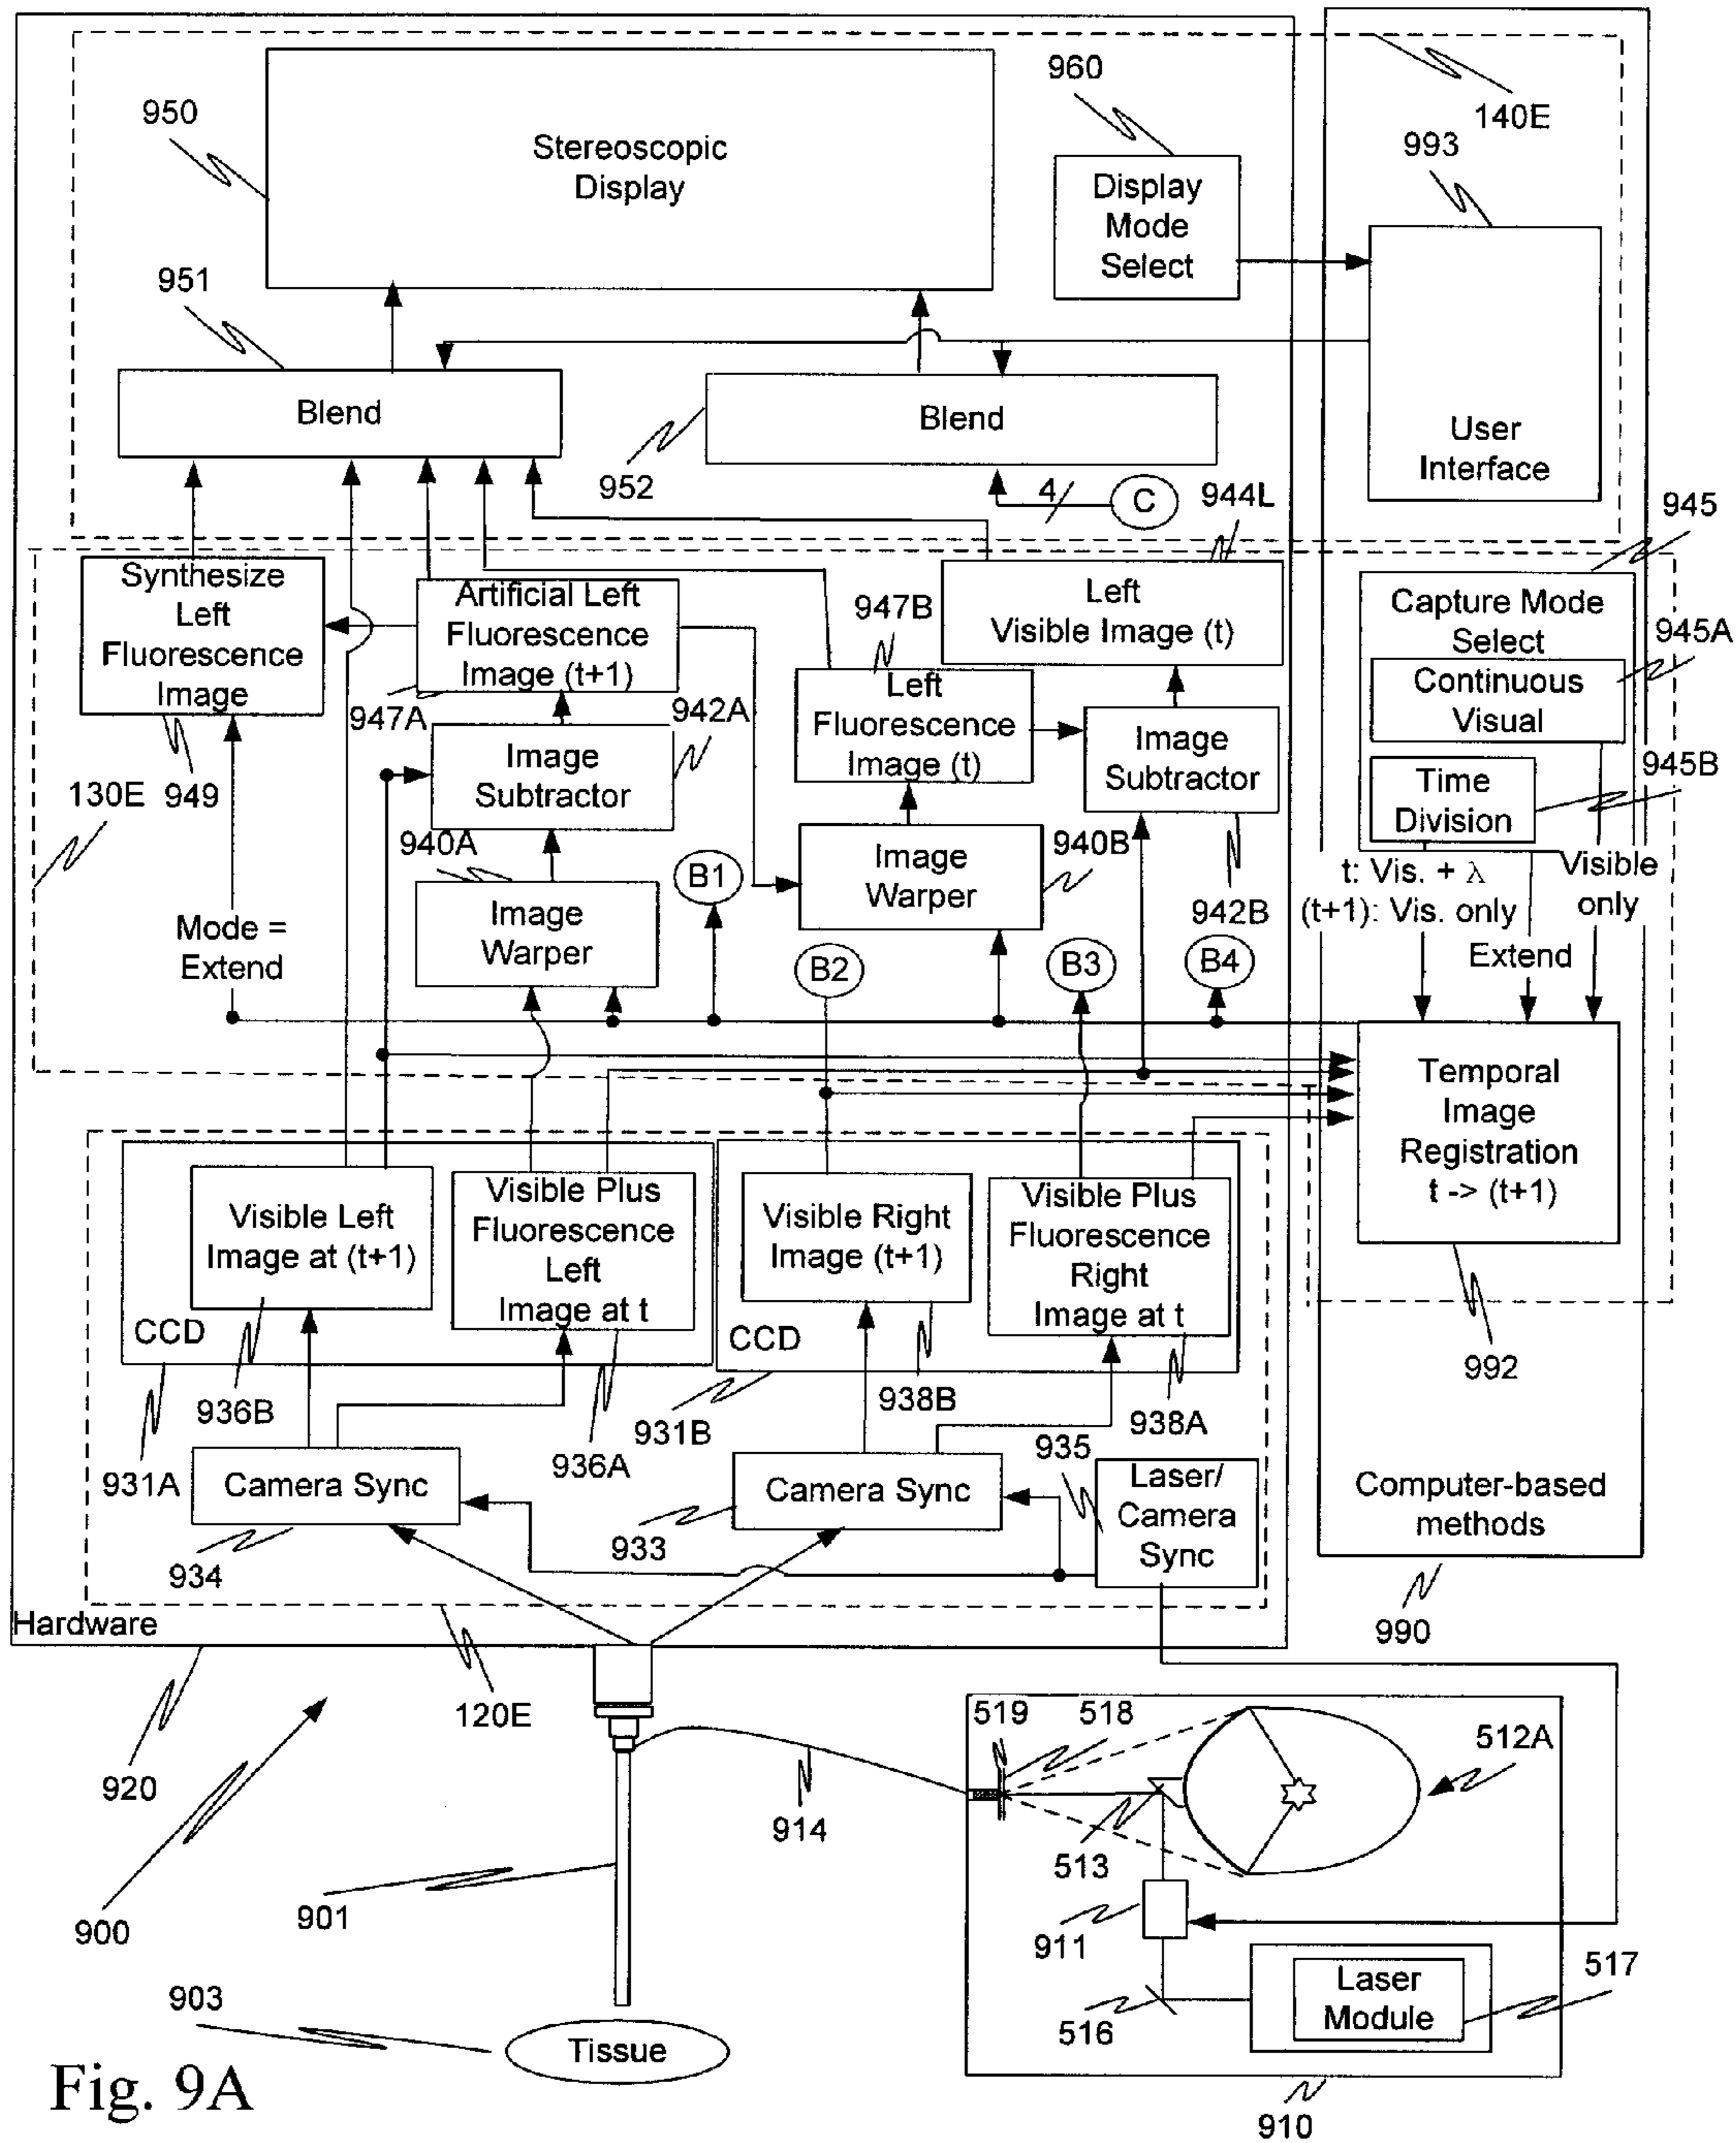 960
140E
950
993
Stereoscopic
Display
Display
Mode
Select
951
Blend
Blend
User
Interface
952
4
C
944L
945
Synthesize
Left
Fluorescence
Image
Artificial Left
Fluorescence
Image (t+1)
947B
Left
Visible Image (t)
Capture Mode
Select
945A
Continuous
Visual
947A
942A
Left
Fluorescence
Image (t)
Image
Subtractor
Image
Subtractor
945B
Time
Division
130E
949
940A
B1
Image
Warper
940B
942B
t: Vis. + λ
(t+1): Vis. only
Visible
only
Extend
Mode =
Extend
Image
Warper
B2
B3
B4
Temporal
Image
Registration
t -> (t+1)
Visible Left
Image at (t+1)
Visible Plus
Fluorescence
Left
Image at t
Visible Right
Image (t+1)
Visible Plus
Fluorescence
Right
Image at t
CCD
CCD
992
931A
936B
936A
931B
938B
938A
935
Camera Sync
Camera Sync
Laser/
Camera
Sync
Computer-based
methods
934
933
990
Hardware
920
120E
519
518
512A
914
513
900
901
911
517
Laser
Module
516
903
Tissue
Fig. 9A
910